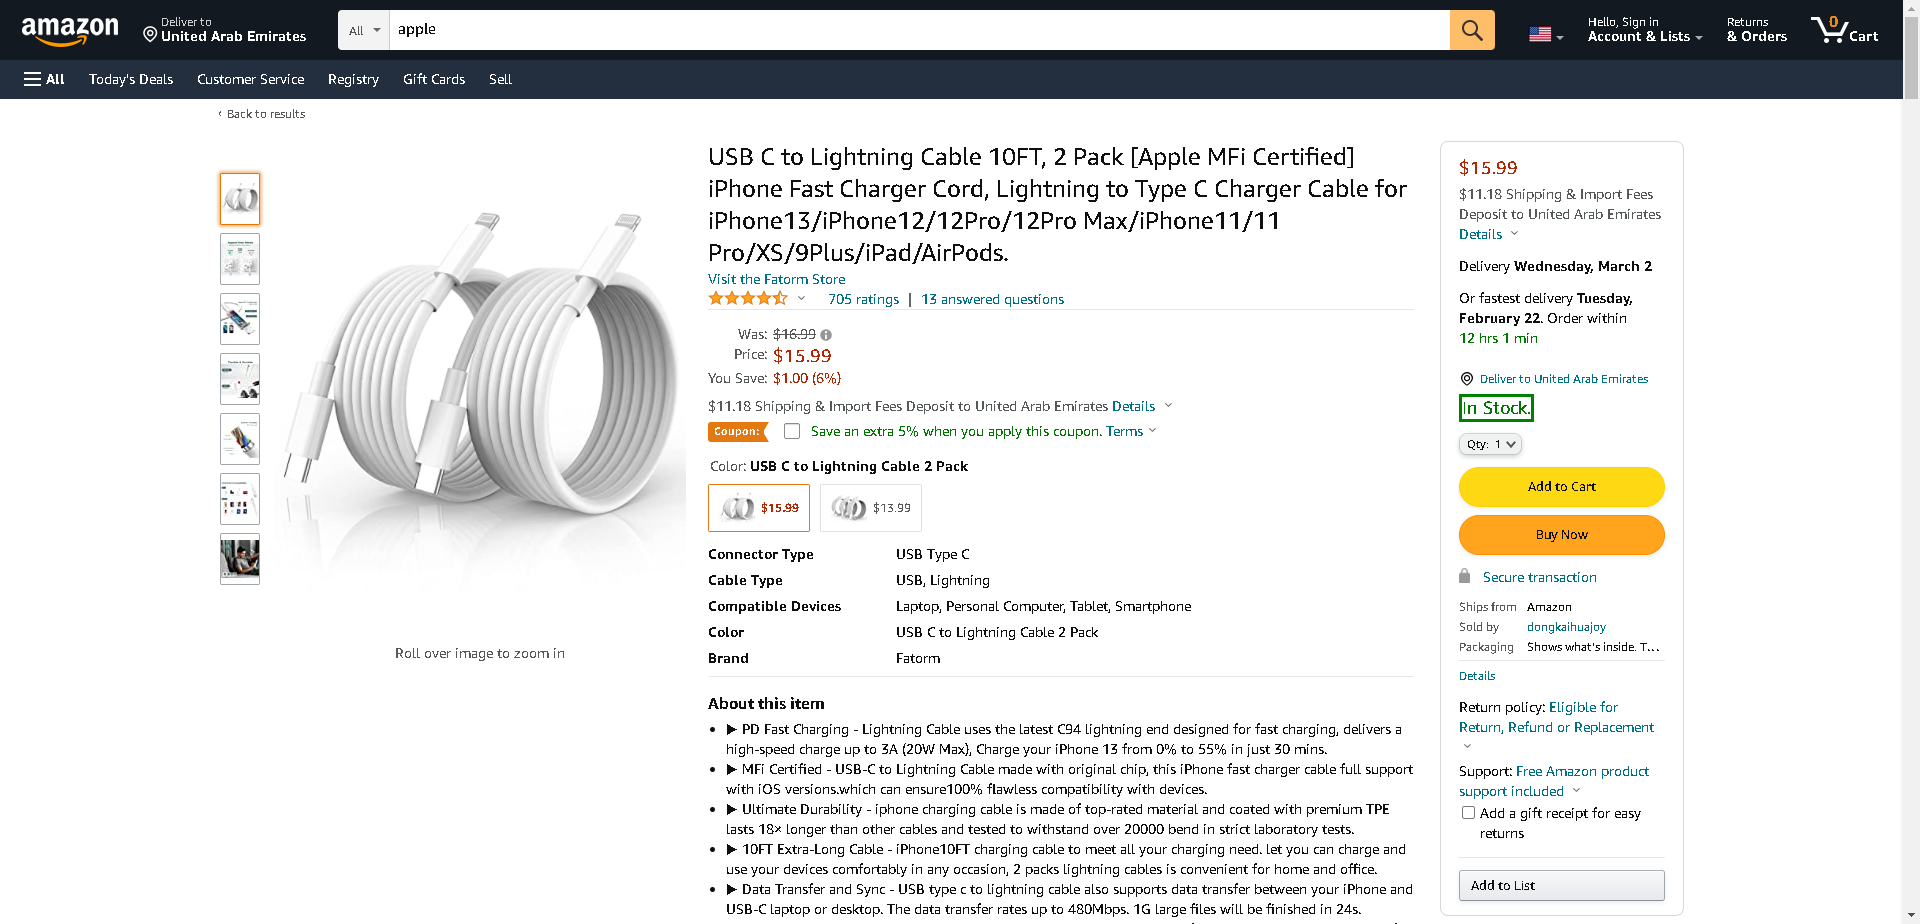 amazon
Deliver to
United Arab Emirates
All
apple
Hello, Sign in
Account & Lists
Returns
& Orders
0
Cart
All
Today's Deals
Customer Service
Registry
Gift Cards
Sell
‹ Back to results
USB C to Lightning Cable 10FT, 2 Pack [Apple MFi Certified]
iPhone Fast Charger Cord, Lightning to Type C Charger Cable for
iPhone13/iPhone12/12Pro/12Pro Max/iPhone11/11
Pro/XS/9Plus/iPad/AirPods.
Visit the Fatorm Store
705 ratings | 13 answered questions
Was: $16.99
Price: $15.99
You Save: $1.00 (6%)
$11.18 Shipping & Import Fees Deposit to United Arab Emirates Details
Coupon: Save an extra 5% when you apply this coupon. Terms
Color: USB C to Lightning Cable 2 Pack
$15.99
$13.99
Connector Type USB Type C
Cable Type USB, Lightning
Compatible Devices Laptop, Personal Computer, Tablet, Smartphone
Color USB C to Lightning Cable 2 Pack
Brand Fatorm
Roll over image to zoom in
About this item
• ▶ PD Fast Charging - Lightning Cable uses the latest C94 lightning end designed for fast charging, delivers a
high-speed charge up to 3A (20W Max), Charge your iPhone 13 from 0% to 55% in just 30 mins.
• ▶ MFi Certified - USB-C to Lightning Cable made with original chip, this iPhone fast charger cable full support
with iOS versions.which can ensure100% flawless compatibility with devices.
• ▶ Ultimate Durability - iphone charging cable is made of top-rated material and coated with premium TPE
lasts 18× longer than other cables and tested to withstand over 20000 bend in strict laboratory tests.
• ▶ 10FT Extra-Long Cable - iPhone10FT charging cable to meet all your charging need. let you can charge and
use your devices comfortably in any occasion, 2 packs lightning cables is convenient for home and office.
• ▶ Data Transfer and Sync - USB type c to lightning cable also supports data transfer between your iPhone and
USB-C laptop or desktop. The data transfer rates up to 480Mbps. 1G large files will be finished in 24s.
$15.99
$11.18 Shipping & Import Fees
Deposit to United Arab Emirates
Details
Delivery Wednesday, March 2
Or fastest delivery Tuesday,
February 22. Order within
12 hrs 1 min
Deliver to United Arab Emirates
In Stock.
Qty: 1
Add to Cart
Buy Now
Secure transaction
Ships from Amazon
Sold by dongkaihuajoy
Packaging Shows what's inside. T...
Details
Return policy: Eligible for
Return, Refund or Replacement
Support: Free Amazon product
support included
Add a gift receipt for easy
returns
Add to List